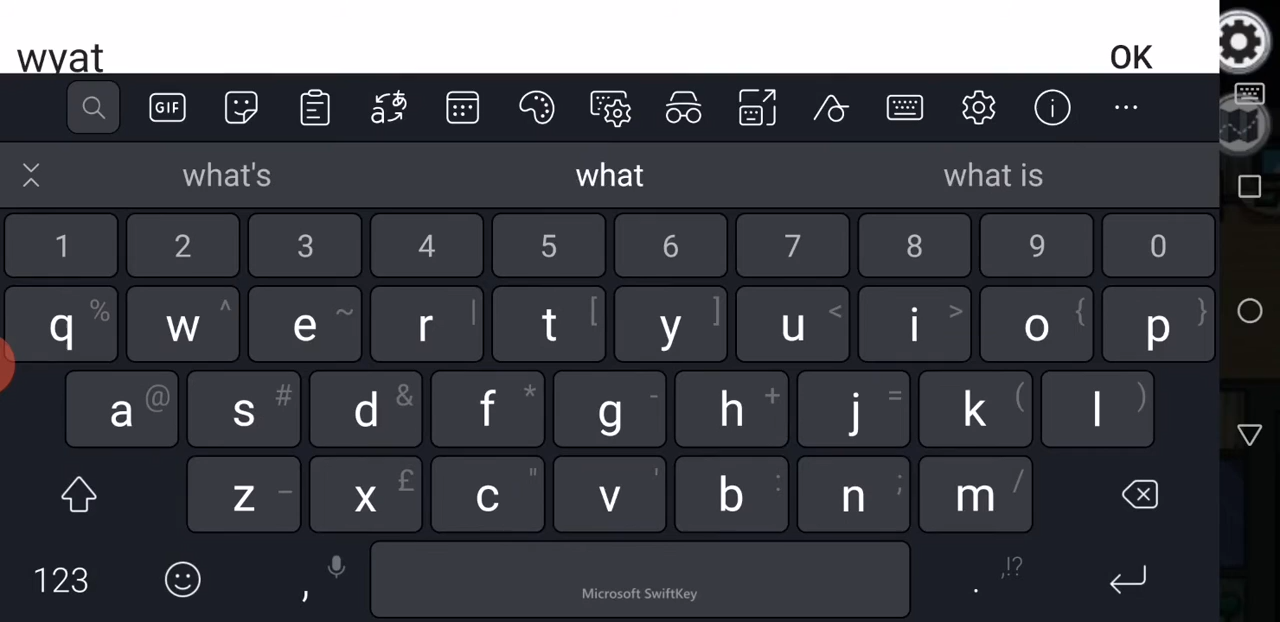 wyat OK
GIF
what's what what is
1 2 3 4 5 6 7 8 9 0
q % w ^ e ~ r | t [ y ] u < i > o { p }
a @ s # d & f * g - h + j = k ( l )
z _ x £ c " v ' b : n ; m /
123 , Microsoft SwiftKey . ,!?